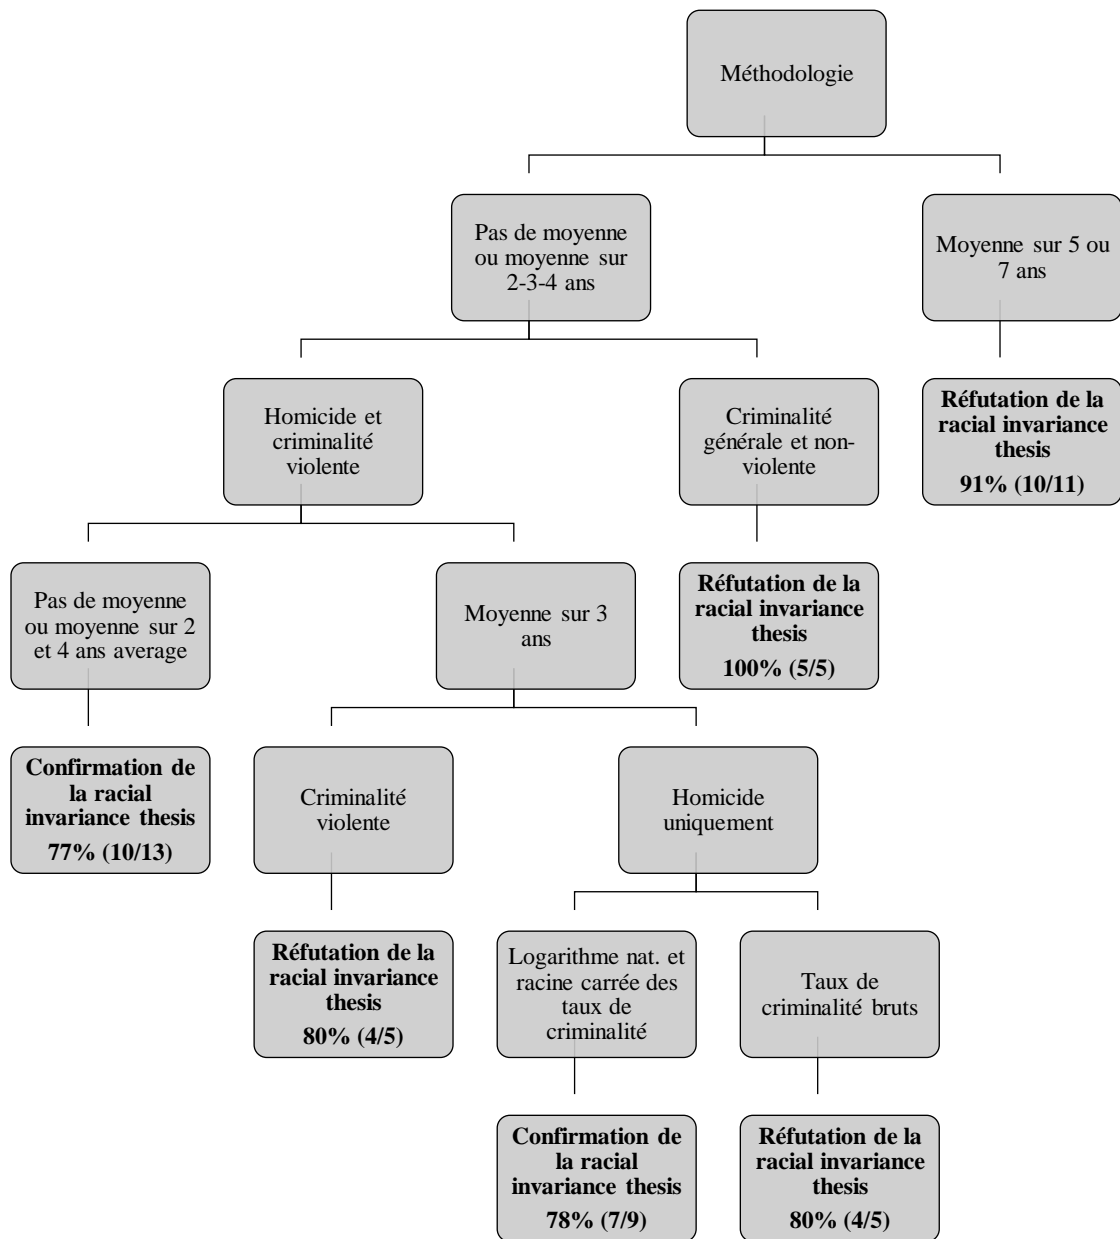 Méthodologie
Pas de moyenne
ou moyenne sur
2-3-4 ans
Moyenne sur 5 ou
7 ans
Homicide et
criminalité
violente
Criminalité
générale et non-
violente
Réfutation de la
racial invariance
thesis
91% (10/11)
Pas de moyenne
ou moyenne sur 2
et 4 ans average
Moyenne sur 3
ans
Réfutation de la
racial invariance
thesis
100% (5/5)
Confirmation de
la racial
invariance thesis
77% (10/13)
Criminalité
violente
Homicide
uniquement
Réfutation de la
racial invariance
thesis
80% (4/5)
Logarithme nat. et
racine carrée des
taux de
criminalité
Taux de
criminalité bruts
Confirmation de
la racial
invariance thesis
78% (7/9)
Réfutation de la
racial invariance
thesis
80% (4/5)